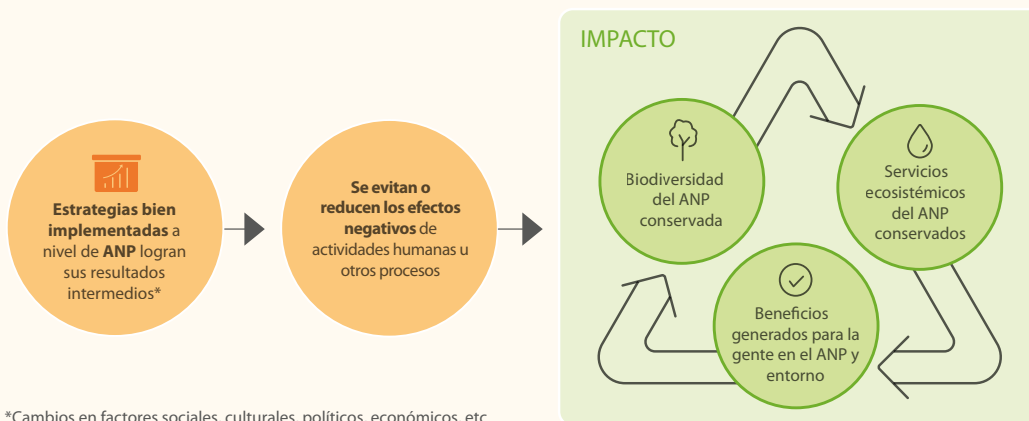 Estrategias bien
implementadas a
nivel de ANP logran
sus resultados
intermedios*
Se evitan o
reducen los efectos
negativos de
actividades humanas u
otros procesos
IMPACTO
Biodiversidad
del ANP
conservada
Servicios
ecosistémicos
del ANP
conservados
Beneficios
generados para la
gente en el ANP y
entorno
*Cambios en factores sociales, culturales, políticos, económicos, etc.